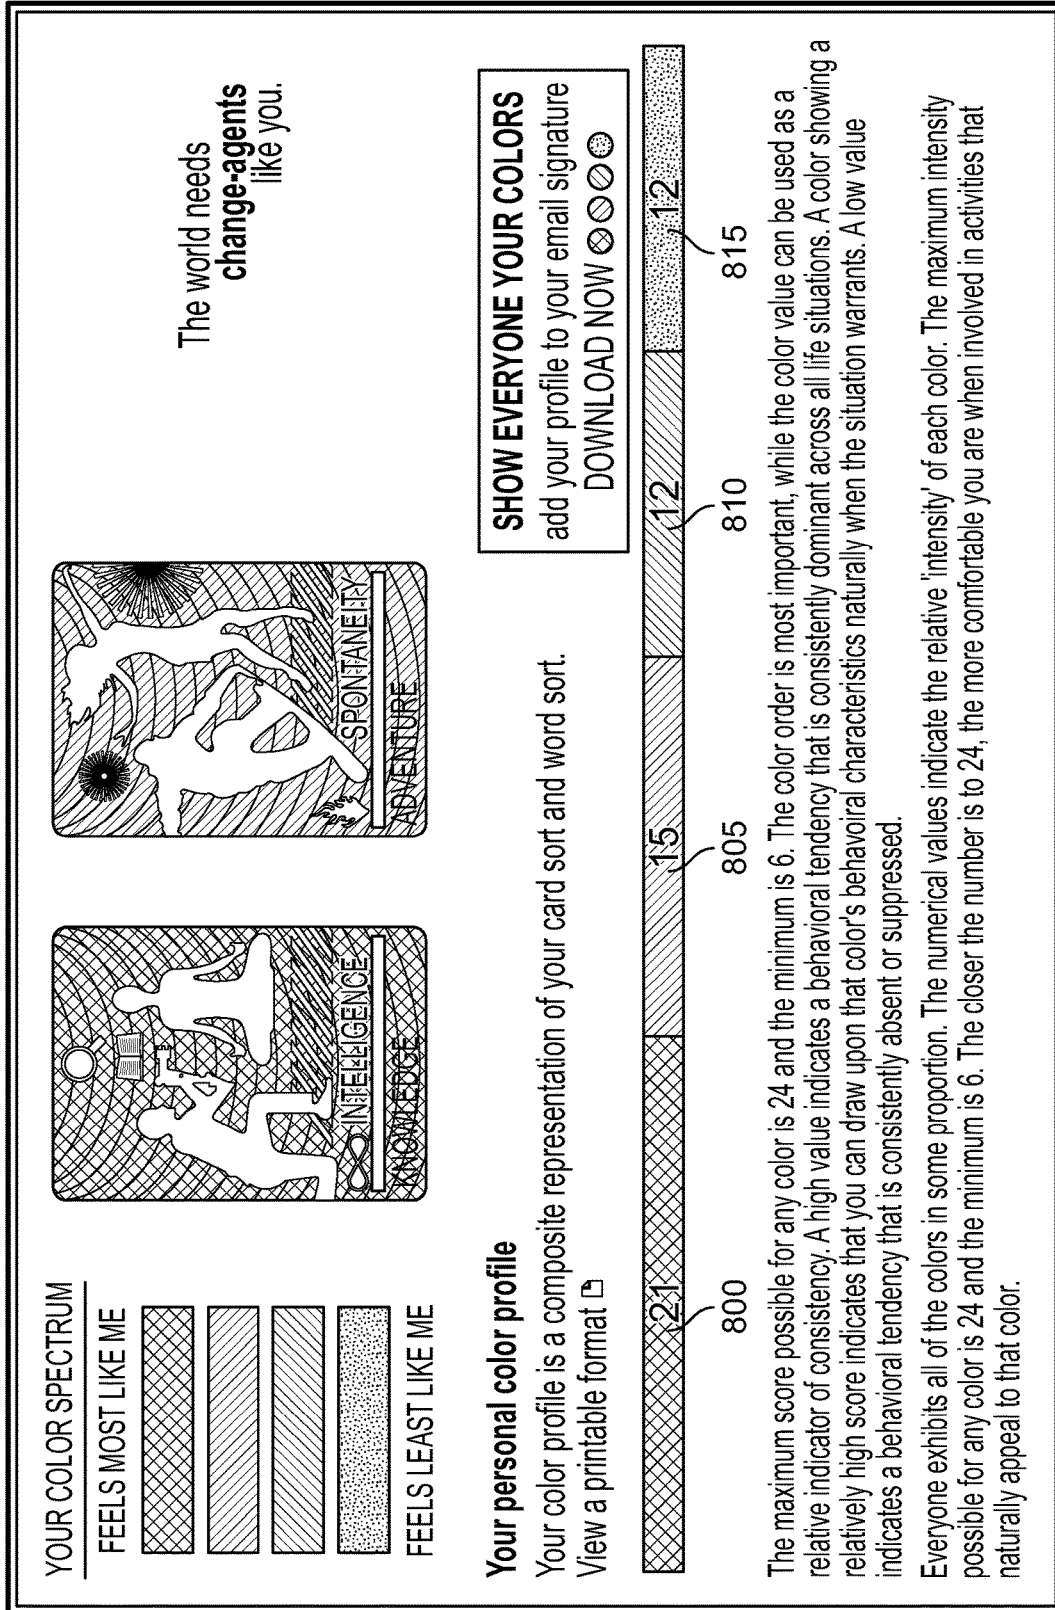 YOUR COLOR SPECTRUM
FEELS MOST LIKE ME
FEELS LEAST LIKE ME
INTELLIGENCE
KNOWLEDGE
SPONTANEITY
ADVENTURE
The world needs
change-agents
like you.
Your personal color profile
Your color profile is a composite representation of your card sort and word sort.
View a printable format
SHOW EVERYONE YOUR COLORS
add your profile to your email signature
DOWNLOAD NOW
21
15
12
12
800
805
810
815
The maximum score possible for any color is 24 and the minimum is 6. The color order is most important, while the color value can be used as a
relative indicator of consistency. A high value indicates a behavioral tendency that is consistently dominant across all life situations. A color showing a
relatively high score indicates that you can draw upon that color's behavoiral characteristics naturally when the situation warrants. A low value
indicates a behavioral tendency that is consistently absent or suppressed.
Everyone exhibits all of the colors in some proportion. The numerical values indicate the relative 'intensity' of each color. The maximum intensity
possible for any color is 24 and the minimum is 6. The closer the number is to 24, the more comfortable you are when involved in activities that
naturally appeal to that color.